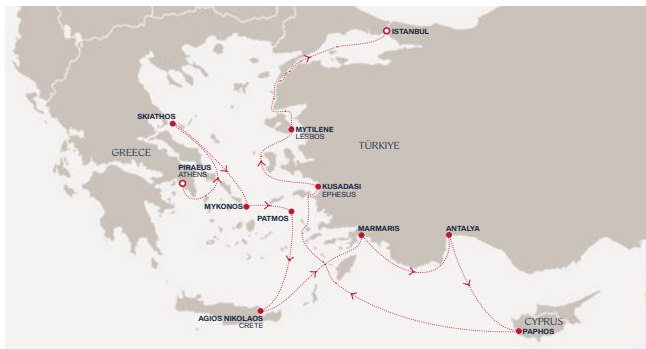 ISTANBUL
SKIATHOS
MYTILENE
LESBOS
TÜRKIYE
GREECE
PIRAEUS
ATHENS
KUSADASI
EPHESUS
MYKONOS
PATMOS
MARMARIS
ANTALYA
AGIOS NIKOLAOS
CRETE
CYPRUS
PAPHOS